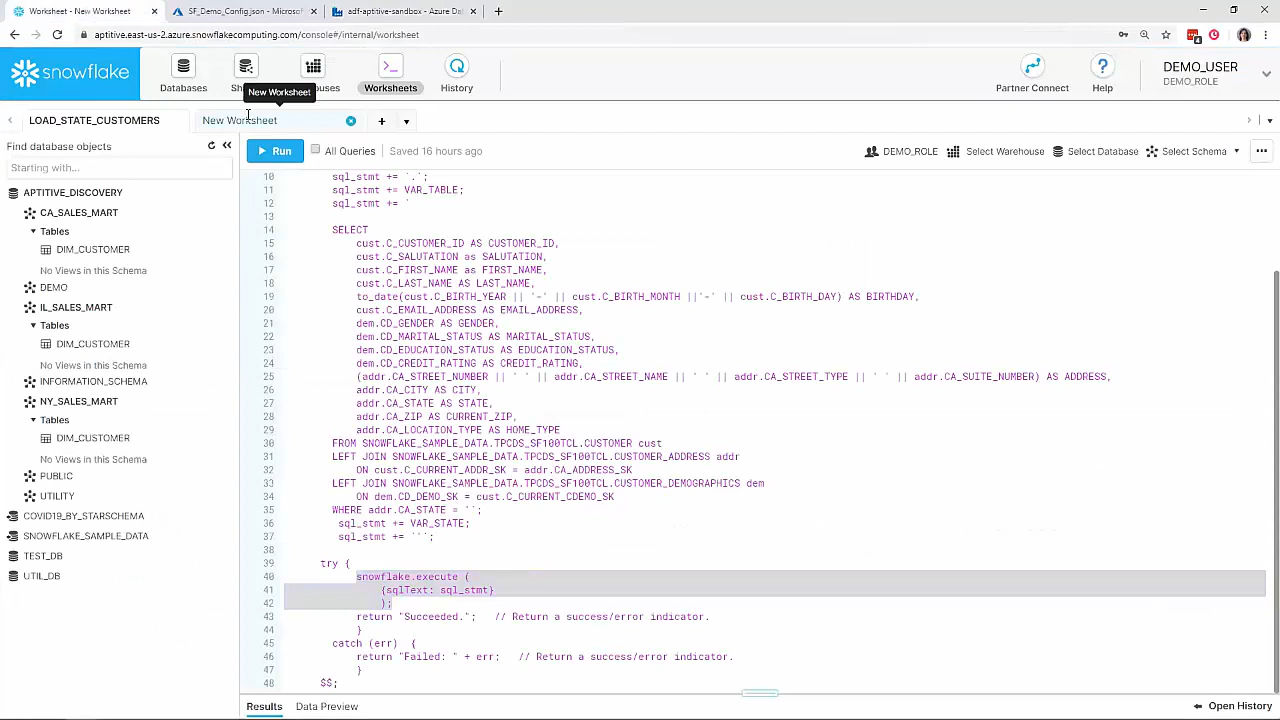 Worksheet - New Worksheet
SF_Demo_Config.json - Microsoft
adf-aptitive-sandbox - Azure Dat
aptitive.east-us-2.azure.snowflakecomputing.com/console#/internal/worksheet
snowflake
Databases
Sh
uses
Worksheets
History
Partner Connect
Help
DEMO_USER
DEMO_ROLE
New Worksheet
LOAD_STATE_CUSTOMERS
New Worksheet
Find database objects
Starting with...
APTITIVE_DISCOVERY
CA_SALES_MART
Tables
DIM_CUSTOMER
No Views in this Schema
DEMO
IL_SALES_MART
Tables
DIM_CUSTOMER
No Views in this Schema
INFORMATION_SCHEMA
NY_SALES_MART
Tables
DIM_CUSTOMER
No Views in this Schema
PUBLIC
UTILITY
COVID19_BY_STARSCHEMA
SNOWFLAKE_SAMPLE_DATA
TEST_DB
UTIL_DB
Run
All Queries
Saved 16 hours ago
DEMO_ROLE
Select Warehouse
Select Database
Select Schema
10 sql_stmt += `.`;
11 sql_stmt += VAR_TABLE;
12 sql_stmt += `
13
14 SELECT
15 cust.C_CUSTOMER_ID AS CUSTOMER_ID,
16 cust.C_SALUTATION as SALUTATION,
17 cust.C_FIRST_NAME as FIRST_NAME,
18 cust.C_LAST_NAME AS LAST_NAME,
19 to_date(cust.C_BIRTH_YEAR || '-' || cust.C_BIRTH_MONTH ||'-' || cust.C_BIRTH_DAY) AS BIRTHDAY,
20 cust.C_EMAIL_ADDRESS AS EMAIL_ADDRESS,
21 dem.CD_GENDER AS GENDER,
22 dem.CD_MARITAL_STATUS AS MARITAL_STATUS,
23 dem.CD_EDUCATION_STATUS AS EDUCATION_STATUS,
24 dem.CD_CREDIT_RATING AS CREDIT_RATING,
25 (addr.CA_STREET_NUMBER || ' ' || addr.CA_STREET_NAME || ' ' || addr.CA_STREET_TYPE || ' ' || addr.CA_SUITE_NUMBER) AS ADDRESS,
26 addr.CA_CITY AS CITY,
27 addr.CA_STATE AS STATE,
28 addr.CA_ZIP AS CURRENT_ZIP,
29 addr.CA_LOCATION_TYPE AS HOME_TYPE
30 FROM SNOWFLAKE_SAMPLE_DATA.TPCDS_SF100TCL.CUSTOMER cust
31 LEFT JOIN SNOWFLAKE_SAMPLE_DATA.TPCDS_SF100TCL.CUSTOMER_ADDRESS addr
32 ON cust.C_CURRENT_ADDR_SK = addr.CA_ADDRESS_SK
33 LEFT JOIN SNOWFLAKE_SAMPLE_DATA.TPCDS_SF100TCL.CUSTOMER_DEMOGRAPHICS dem
34 ON dem.CD_DEMO_SK = cust.C_CURRENT_CDEMO_SK
35 WHERE addr.CA_STATE = '`;
36 sql_stmt += VAR_STATE;
37 sql_stmt += `'`;
38
39 try {
40 snowflake.execute (
41 {sqlText: sql_stmt}
42 );
43 return "Succeeded."; // Return a success/error indicator.
44 }
45 catch (err) {
46 return "Failed: " + err; // Return a success/error indicator.
47 }
48 $$;
Results
Data Preview
Open History